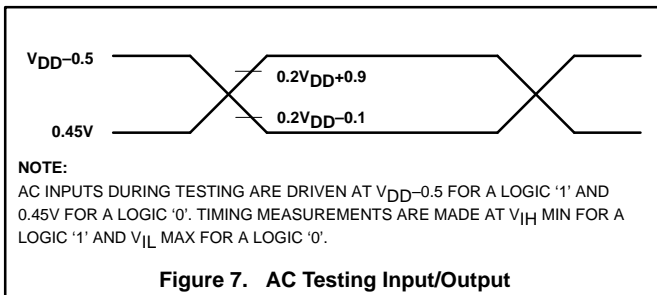 VDD–0.5
0.2VDD+0.9
0.2VDD–0.1
0.45V
NOTE:
AC INPUTS DURING TESTING ARE DRIVEN AT VDD–0.5 FOR A LOGIC ‘1’ AND
0.45V FOR A LOGIC ‘0’. TIMING MEASUREMENTS ARE MADE AT VIH MIN FOR A
LOGIC ‘1’ AND VIL MAX FOR A LOGIC ‘0’.
Figure 7. AC Testing Input/Output